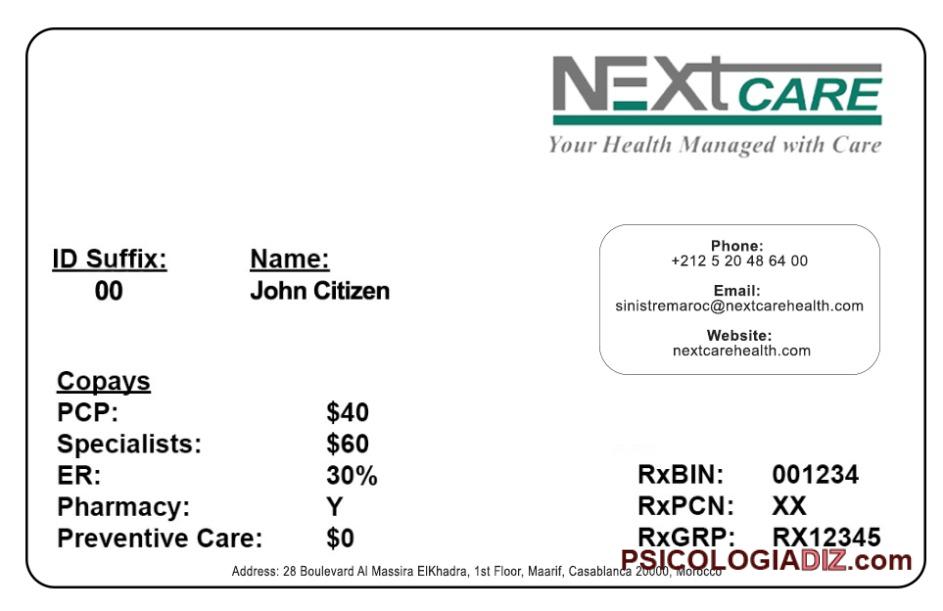 NEXtCARE
Your Health Managed with Care
ID Suffix: Name:
00 John Citizen
Phone:
+212 5 20 48 64 00
Email:
sinistremaroc@nextcarehealth.com
Website:
nextcarehealth.com
Copays
PCP: $40
Specialists: $60
ER: 30%
Pharmacy: Y
Preventive Care: $0
RxBIN: 001234
RxPCN: XX
RxGRP: RX12345
PSICOLOGIADIZ.com
Address: 28 Boulevard Al Massira ElKhadra, 1st Floor, Maarif, Casablanca 20000, Morocco